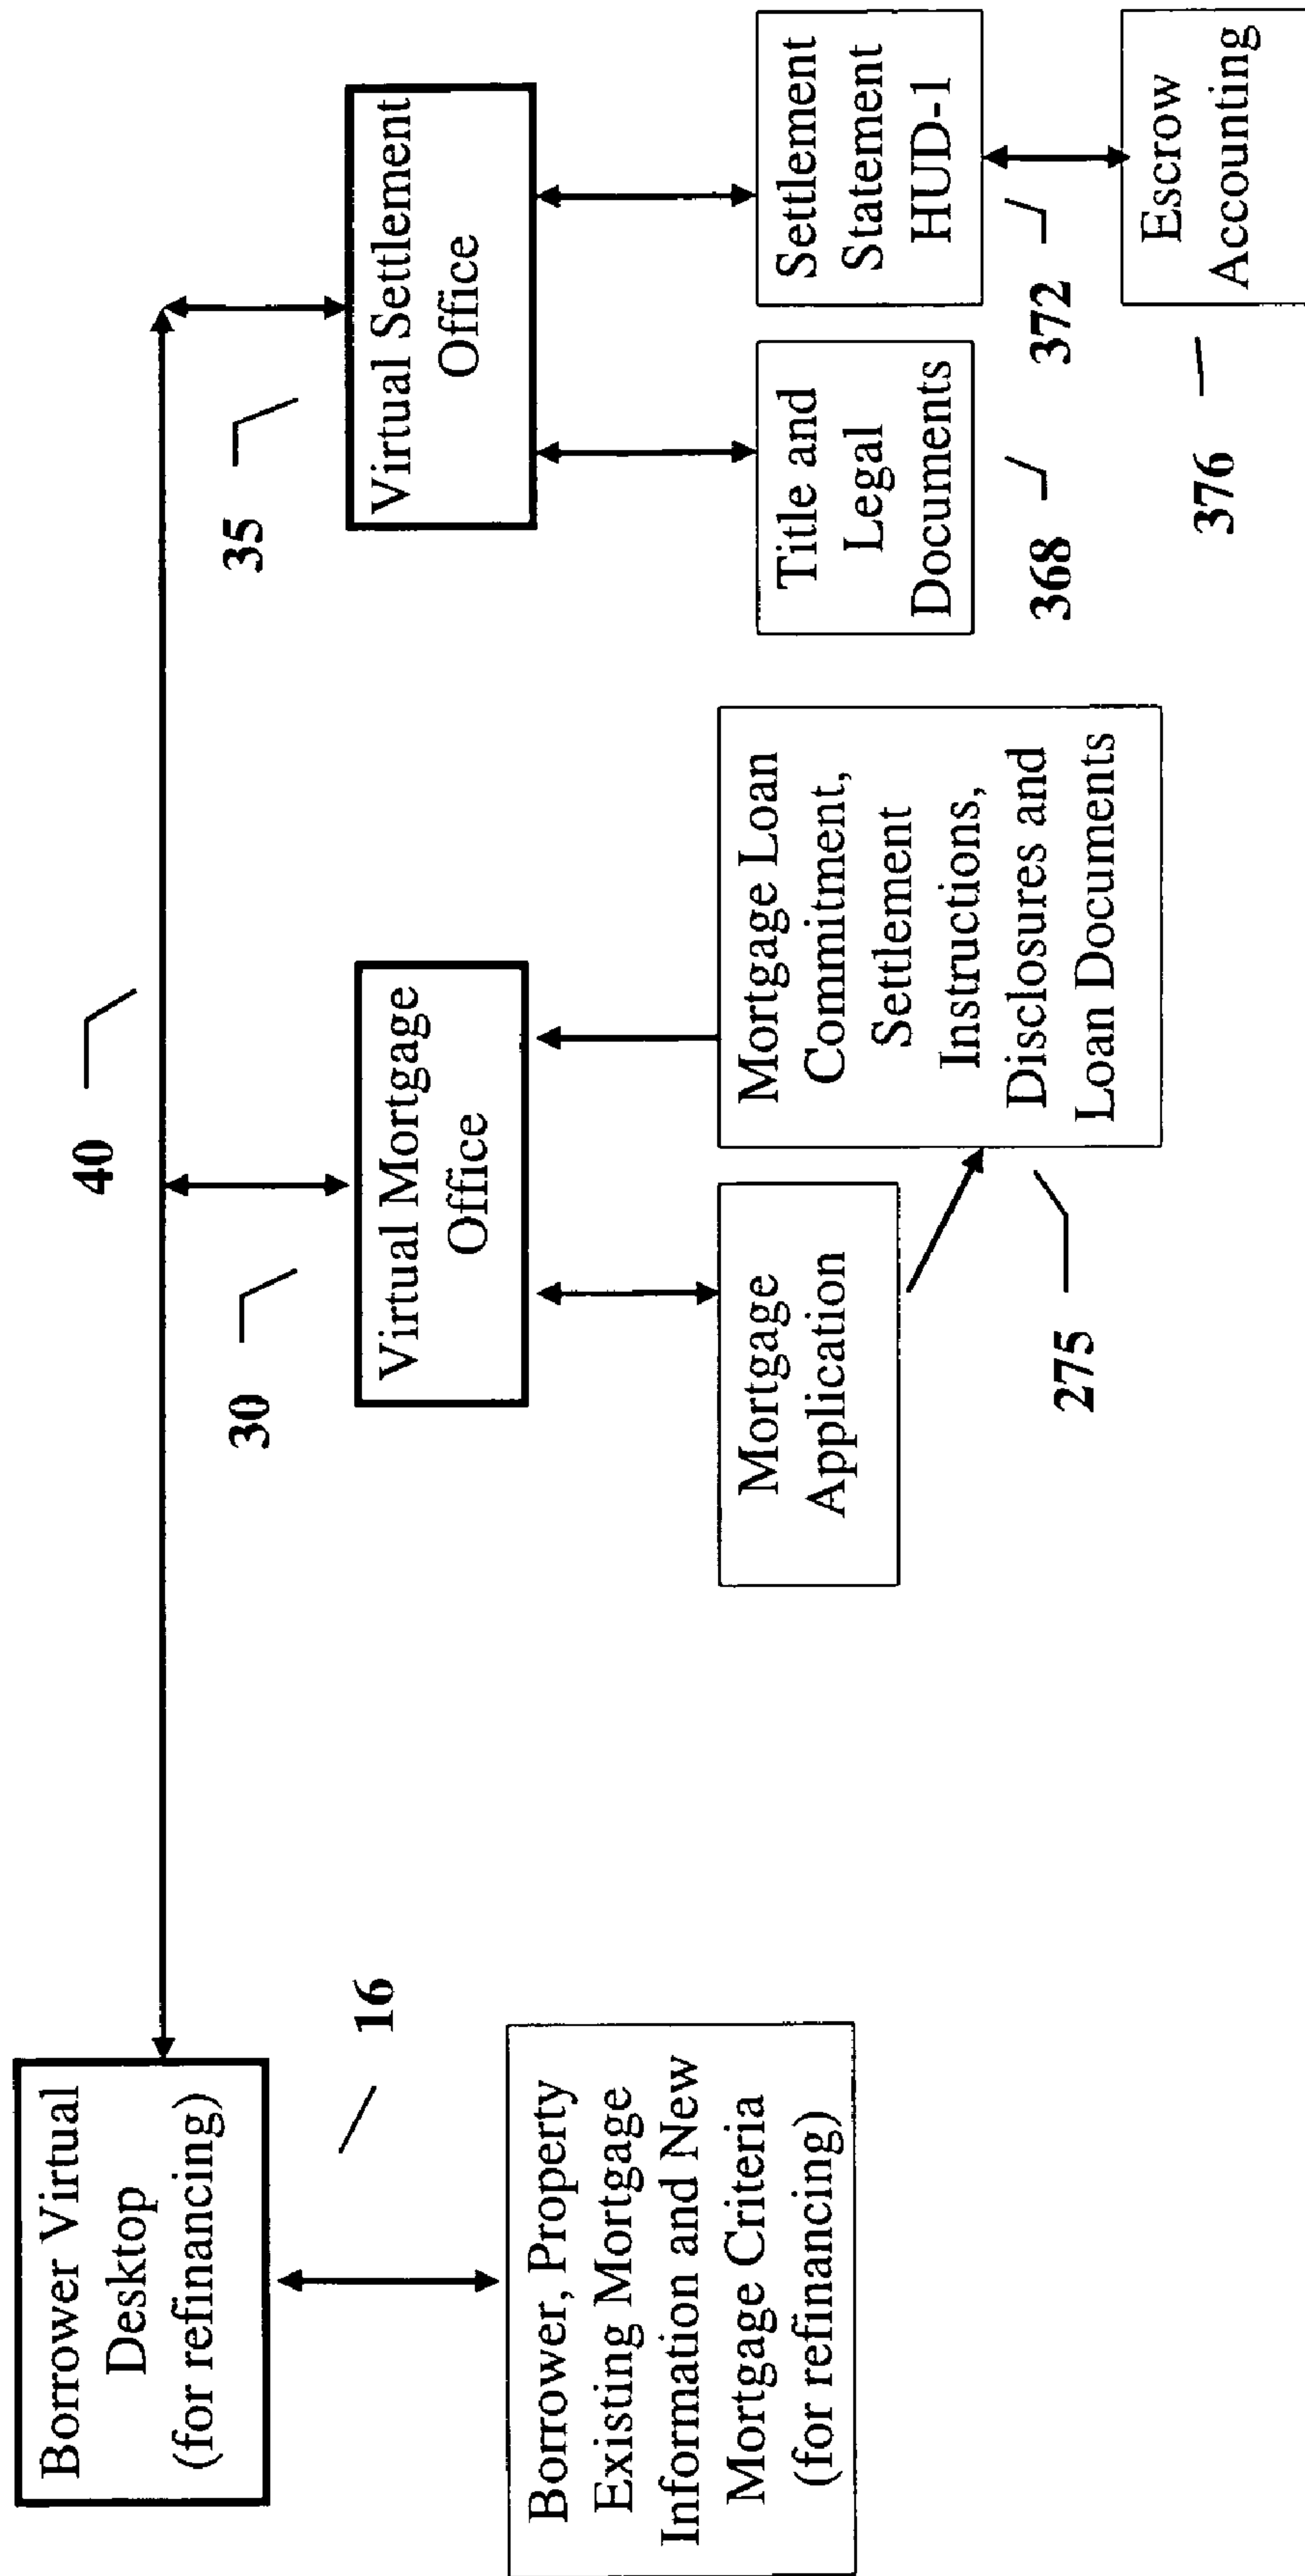 Borrower Virtual
Desktop
(for refinancing)
16
Borrower, Property
Existing Mortgage
Information and New
Mortgage Criteria
(for refinancing)
40
30
Virtual Mortgage
Office
Mortgage
Application
275
Mortgage Loan
Commitment,
Settlement
Instructions,
Disclosures and
Loan Documents
35
Virtual Settlement
Office
Title and
Legal
Documents
368
Settlement
Statement
HUD-1
372
Escrow
Accounting
376